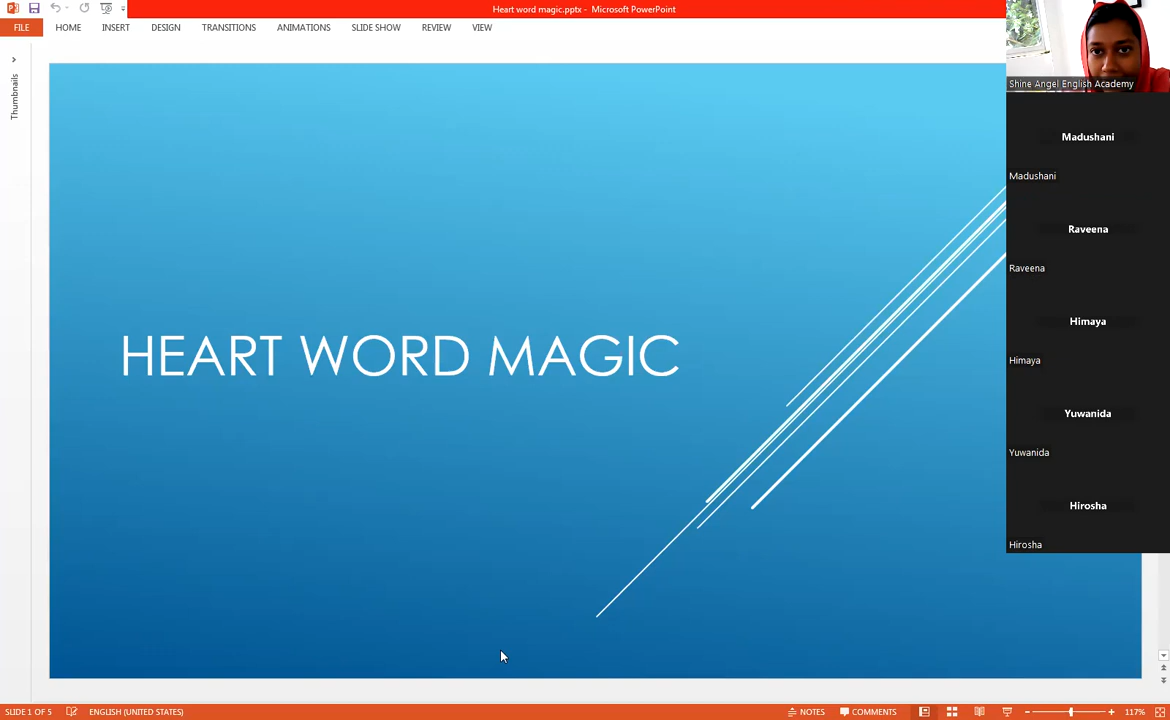 Heart word magic.pptx - Microsoft PowerPoint
FILE HOME INSERT DESIGN TRANSITIONS ANIMATIONS SLIDE SHOW REVIEW VIEW
Thumbnails
HEART WORD MAGIC
Shine Angel English Academy
Madushani
Madushani
Raveena
Raveena
Himaya
Himaya
Yuwanida
Yuwanida
Hirosha
Hirosha
SLIDE 1 OF 5 ENGLISH (UNITED STATES) NOTES COMMENTS 117%